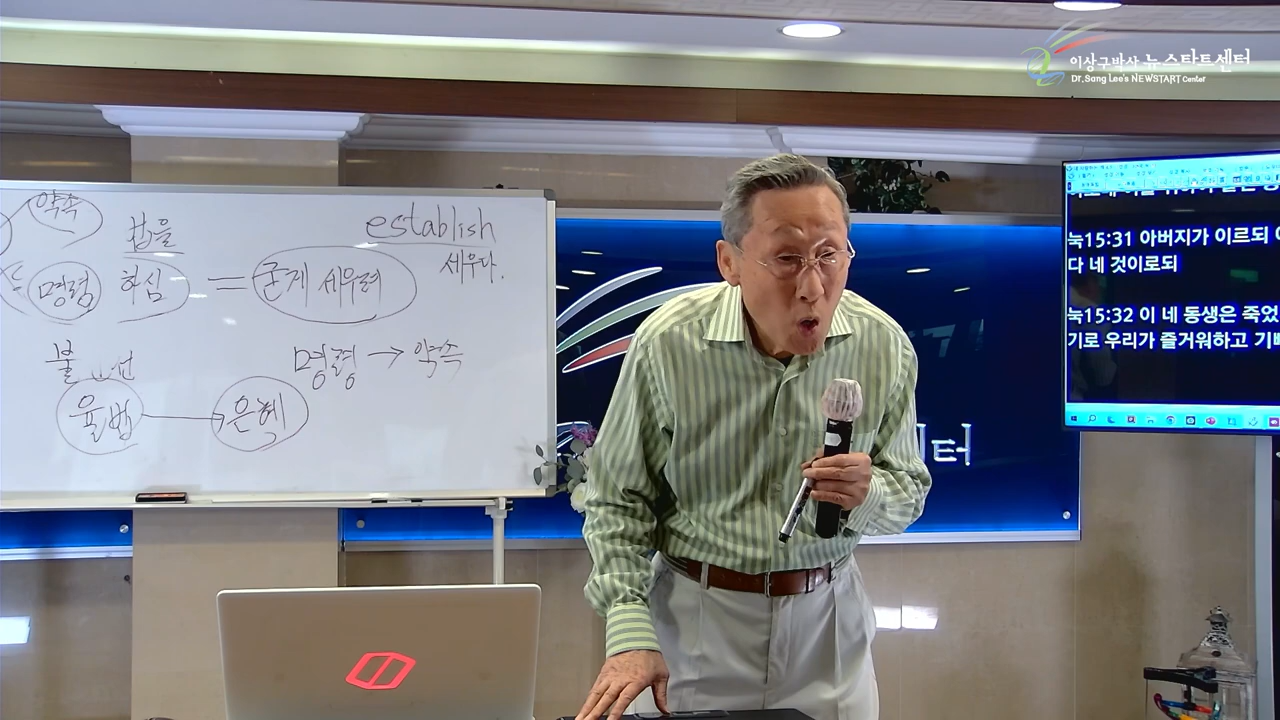 이상구박사 뉴스타트센터
Dr. Sang Lee's NEWSTART Center
약속
법을
establish
세우다.
명령 하심 = 굳게 세우려
불 선
명령 → 약속
율법 → 은혜
눅15:31 아버지가 이르되
다 네 것이로되
눅15:32 이 네 동생은 죽었
기로 우리가 즐거워하고 기뻐
터